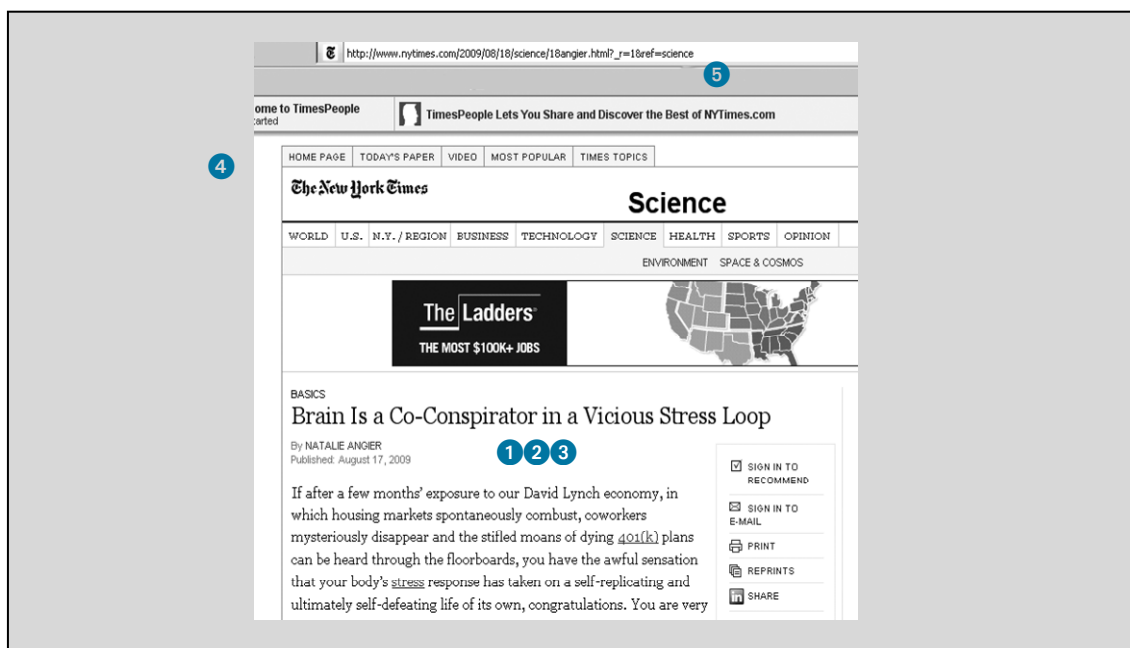 http://www.nytimes.com/2009/08/18/science/18angier.html?_r=1&ref=science
5
ome to TimesPeople
tarted
TimesPeople Lets You Share and Discover the Best of NYTimes.com
4
HOME PAGE TODAY'S PAPER VIDEO MOST POPULAR TIMES TOPICS
The New York Times
Science
WORLD U.S. N.Y. / REGION BUSINESS TECHNOLOGY SCIENCE HEALTH SPORTS OPINION
ENVIRONMENT SPACE & COSMOS
The Ladders
THE MOST $100K+ JOBS
BASICS
Brain Is a Co-Conspirator in a Vicious Stress Loop
By NATALIE ANGIER
Published: August 17, 2009
1 2 3
If after a few months' exposure to our David Lynch economy, in
which housing markets spontaneously combust, coworkers
mysteriously disappear and the stifled moans of dying 401(k) plans
can be heard through the floorboards, you have the awful sensation
that your body's stress response has taken on a self-replicating and
ultimately self-defeating life of its own, congratulations. You are very
SIGN IN TO
RECOMMEND
SIGN IN TO
E-MAIL
PRINT
REPRINTS
SHARE